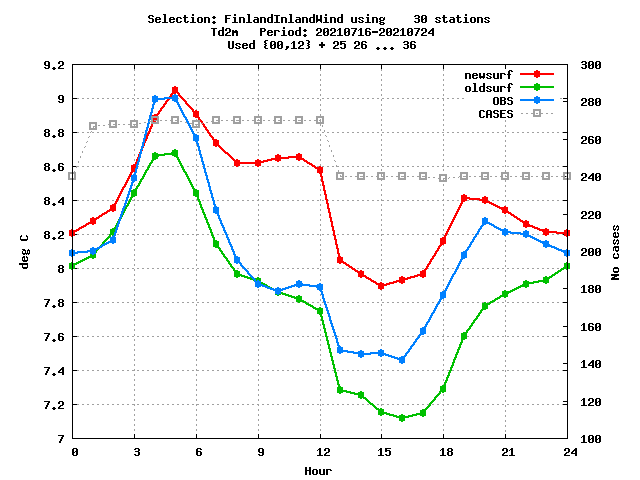 Selection: FinlandInlandWind using    30 stations
Td2m   Period: 20210716-20210724
Used {00,12} + 25 26 ... 36
newsurf
oldsurf
OBS
CASES
deg C
9.2
9
8.8
8.6
8.4
8.2
8
7.8
7.6
7.4
7.2
7
300
280
260
240
220
200
180
160
140
120
100
No cases
0 3 6 9 12 15 18 21 24
Hour